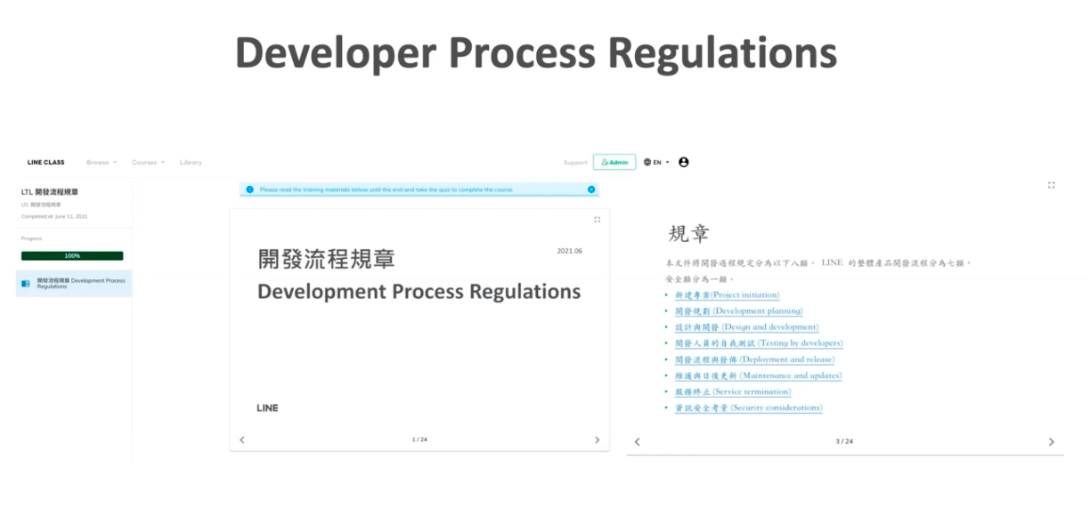 Developer Process Regulations
LINE CLASS Browse Courses Library Support Admin EN
LTL 開發流程規章
LTL 開發流程規章
Completed at: June 11, 2021
Progress
100%
開發流程規章 Development Process
Regulations
Please read the training materials below until the end and take the quiz to complete the course.
2021.06
開發流程規章
Development Process Regulations
LINE
1 / 24
規章
本文件將開發過程規定分為以下八類。 LINE 的整體產品開發流程分為七類，
安全類分為一類。
• 新建專案(Project initiation)
• 開發規劃 (Development planning)
• 設計與開發 (Design and development)
• 開發人員的自我測試 (Testing by developers)
• 開發流程與發佈 (Deployment and release)
• 維護與日後更新 (Maintenance and updates)
• 服務終止 (Service termination)
• 資訊安全考量 (Security considerations)
3 / 24